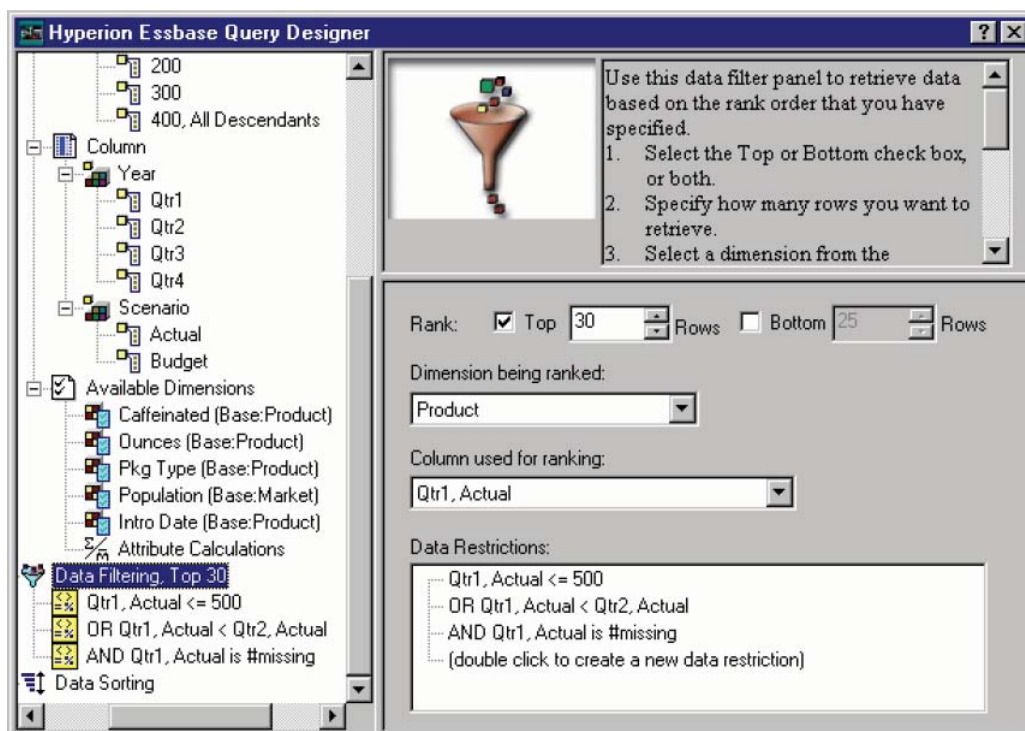 Hyperion Essbase Query Designer
200
300
400, All Descendants
Column
Year
Qtr1
Qtr2
Qtr3
Qtr4
Scenario
Actual
Budget
Available Dimensions
Caffeinated (Base:Product)
Ounces (Base:Product)
Pkg Type (Base:Product)
Population (Base:Market)
Intro Date (Base:Product)
Attribute Calculations
Data Filtering, Top 30
Qtr1, Actual <= 500
OR Qtr1, Actual < Qtr2, Actual
AND Qtr1, Actual is #missing
Data Sorting
Use this data filter panel to retrieve data
based on the rank order that you have
specified.
1. Select the Top or Bottom check box,
or both.
2. Specify how many rows you want to
retrieve.
3. Select a dimension from the
Rank: Top 30 Rows Bottom 25 Rows
Dimension being ranked:
Product
Column used for ranking:
Qtr1, Actual
Data Restrictions:
Qtr1, Actual <= 500
OR Qtr1, Actual < Qtr2, Actual
AND Qtr1, Actual is #missing
(double click to create a new data restriction)